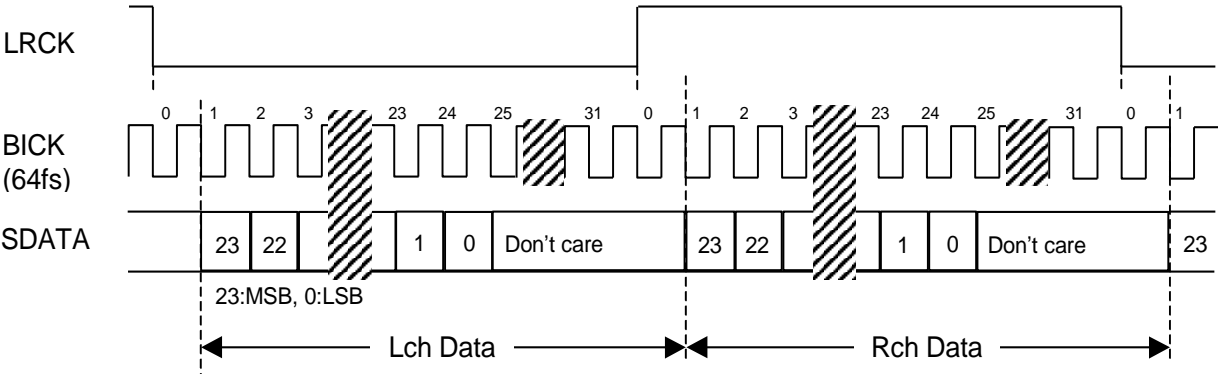 LRCK
0 1 2 3 23 24 25 31 0 1 2 3 23 24 25 31 0 1
BICK
(64fs)
SDATA 23 22 1 0 Don't care 23 22 1 0 Don't care 23
23:MSB, 0:LSB
Lch Data Rch Data